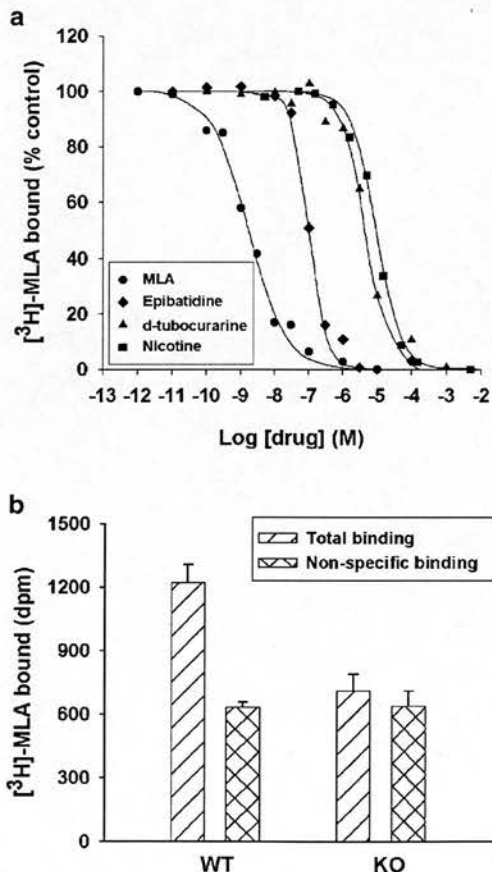 a
120
100
80
60
40
20
0
[³H]-MLA bound (% control)
MLA
Epibatidine
d-tubocurarine
Nicotine
-13 -12 -11 -10 -9 -8 -7 -6 -5 -4 -3 -2
Log [drug] (M)
b
1500
1200
900
600
300
0
[³H]-MLA bound (dpm)
Total binding
Non-specific binding
WT KO